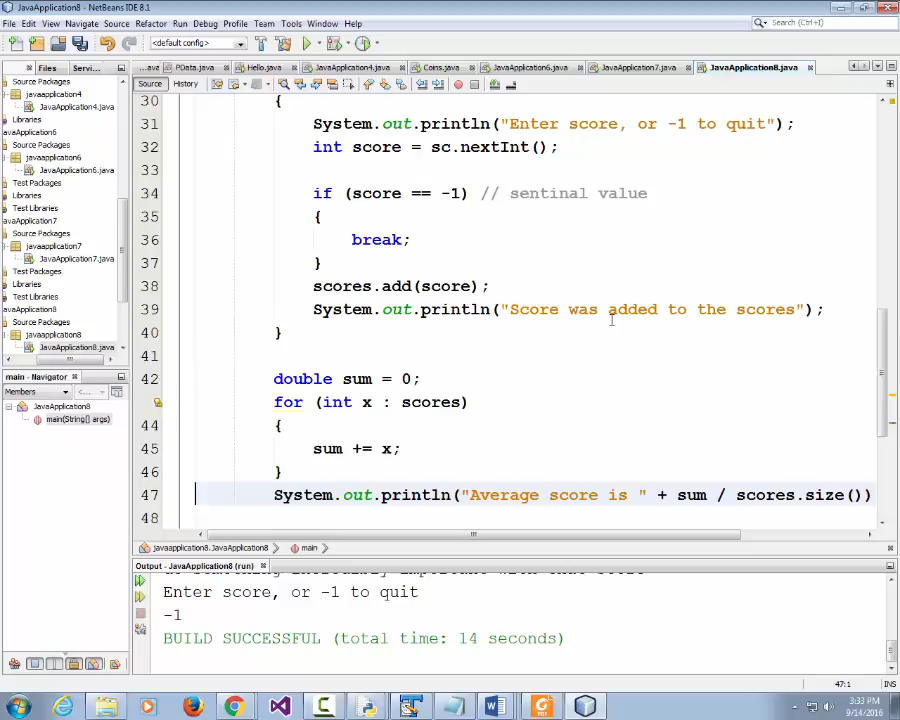 JavaApplication8 - NetBeans IDE 8.1
File Edit View Navigate Source Refactor Run Debug Profile Team Tools Window Help
Search (Ctrl+I)
<default config>
Files Servi...
...ava PData.java Hello.java JavaApplication4.java Coins.java JavaApplication6.java JavaApplication7.java JavaApplication8.java
Source History
Source Packages
javaapplication4
JavaApplication4.java
Libraries
avaApplication6
Source Packages
javaapplication6
JavaApplication6.java
Test Packages
Libraries
Test Libraries
avaApplication7
Source Packages
javaapplication7
JavaApplication7.java
Test Packages
Libraries
Test Libraries
avaApplication8
Source Packages
javaapplication8
JavaApplication8.java
main - Navigator
Members <...
JavaApplication8
main(String[] args)
30 {
31 System.out.println("Enter score, or -1 to quit");
32 int score = sc.nextInt();
33
34 if (score == -1) // sentinal value
35 {
36 break;
37 }
38 scores.add(score);
39 System.out.println("Score was added to the scores");
40 }
41
42 double sum = 0;
for (int x : scores)
44 {
45 sum += x;
46 }
47 System.out.println("Average score is " + sum / scores.size())
48
javaapplication8.JavaApplication8 main
Output - JavaApplication8 (run)
Enter score, or -1 to quit
-1
BUILD SUCCESSFUL (total time: 14 seconds)
47:1 INS
3:33 PM
9/14/2016